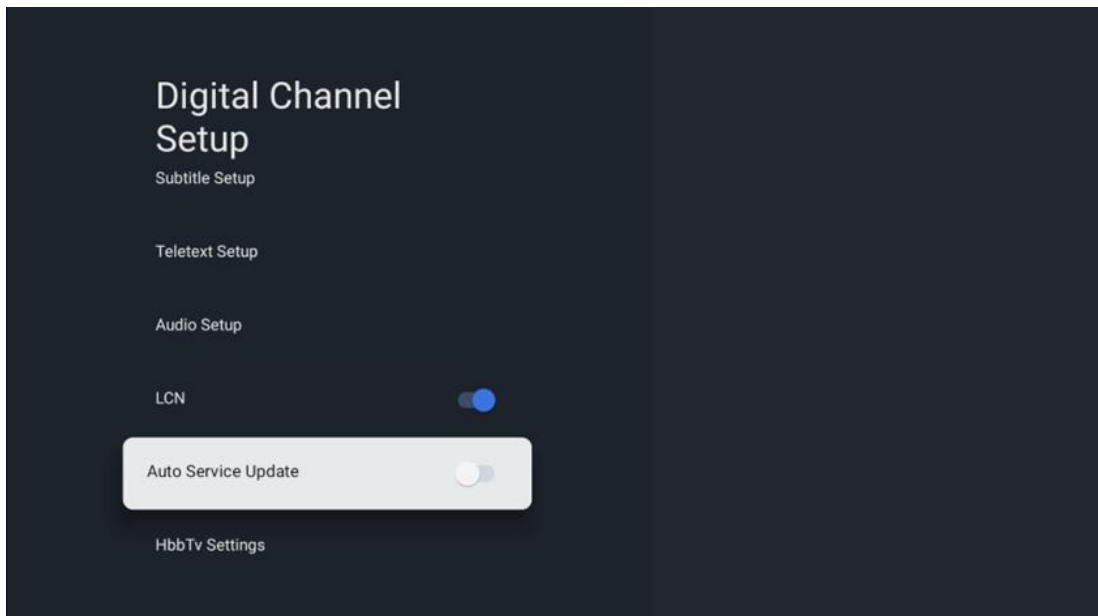 Digital Channel
Setup
Subtitle Setup
Teletext Setup
Audio Setup
LCN
Auto Service Update
HbbTv Settings